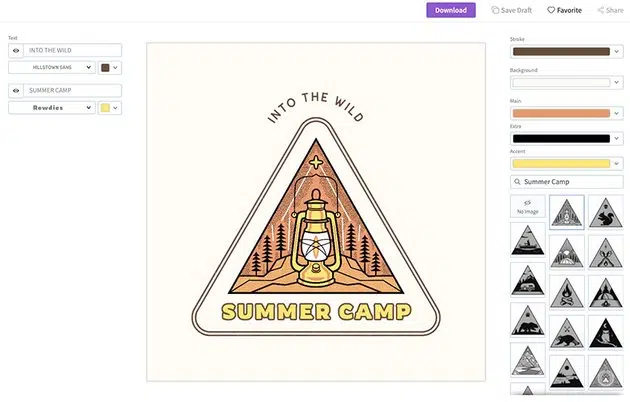 Download
Save Draft
Favorite
Share
Text
INTO THE WILD
HILLSTOWN SANS
SUMMER CAMP
Rowdies
INTO THE WILD
SUMMER CAMP
Stroke
Background
Main
Extra
Accent
Summer Camp
No Image